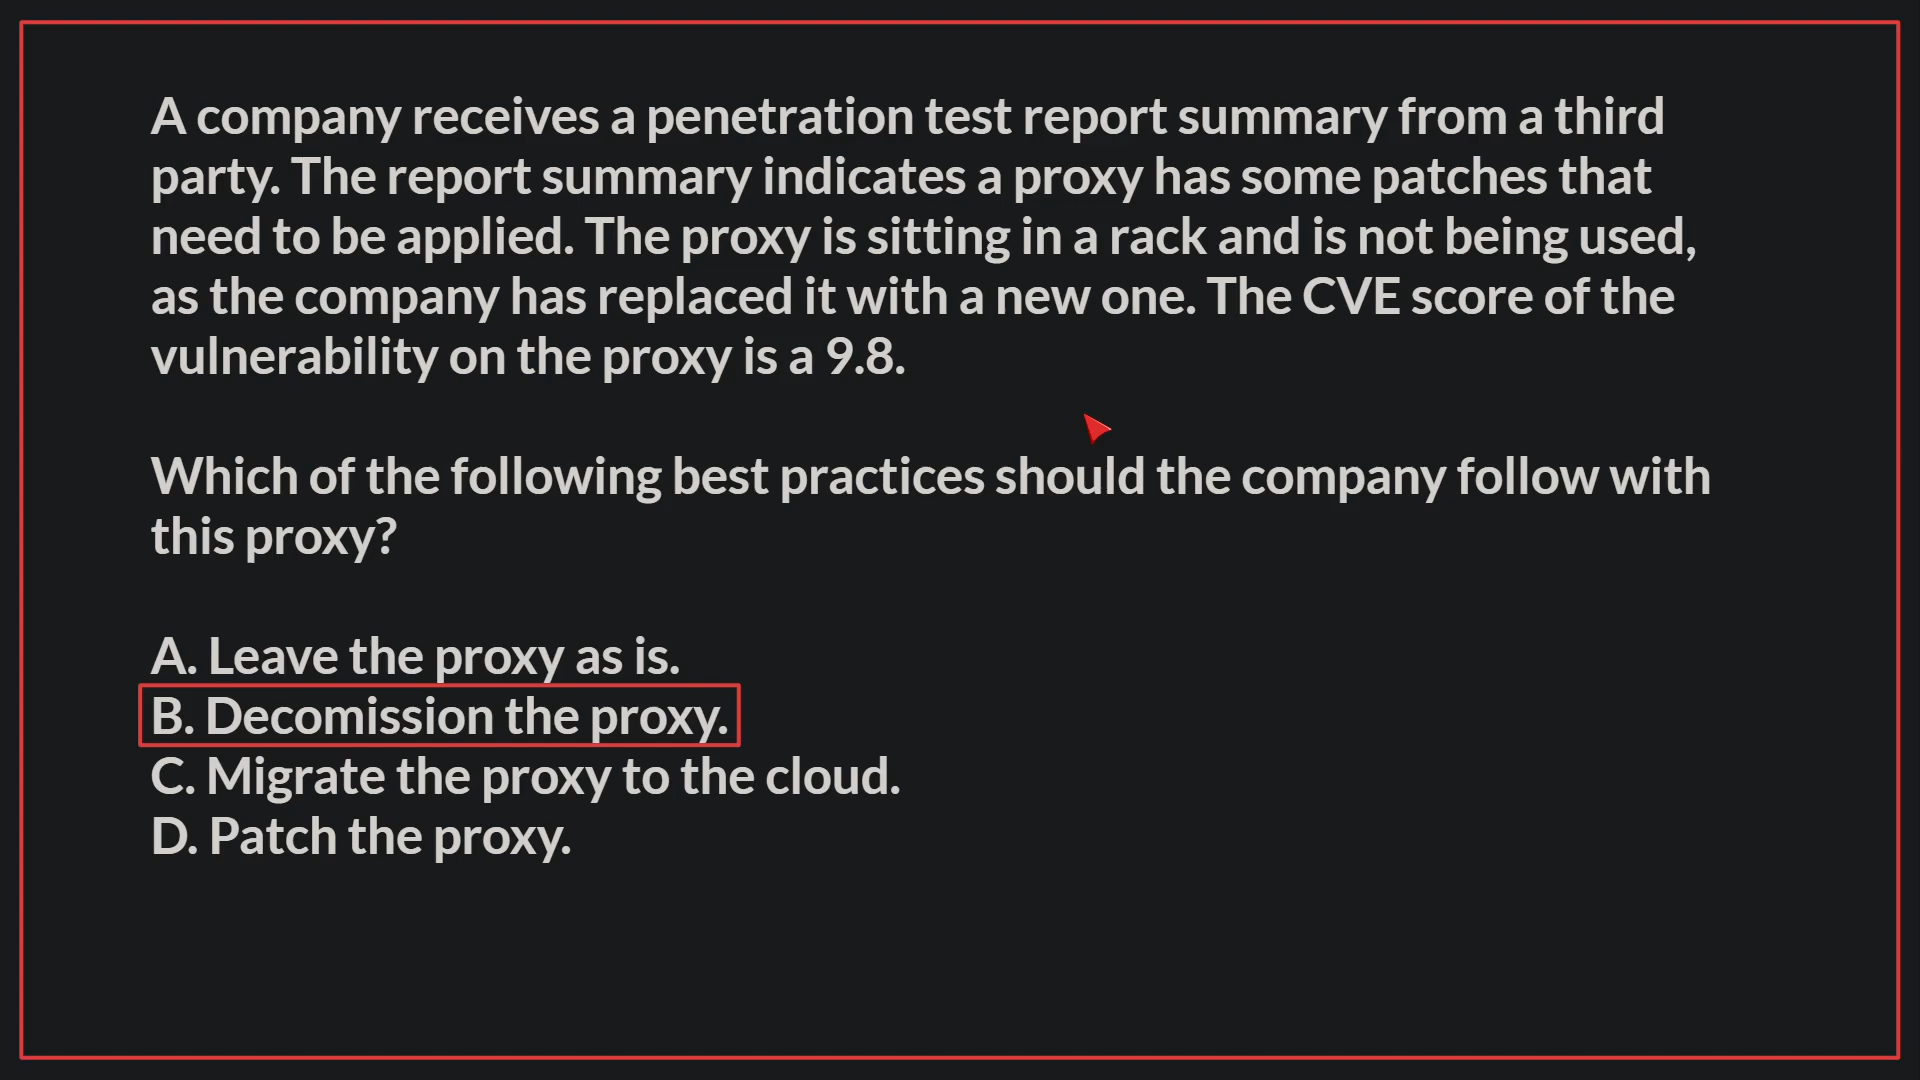 A company receives a penetration test report summary from a third
party. The report summary indicates a proxy has some patches that
need to be applied. The proxy is sitting in a rack and is not being used,
as the company has replaced it with a new one. The CVE score of the
vulnerability on the proxy is a 9.8.
Which of the following best practices should the company follow with
this proxy?
A. Leave the proxy as is.
B. Decomission the proxy.
C. Migrate the proxy to the cloud.
D. Patch the proxy.